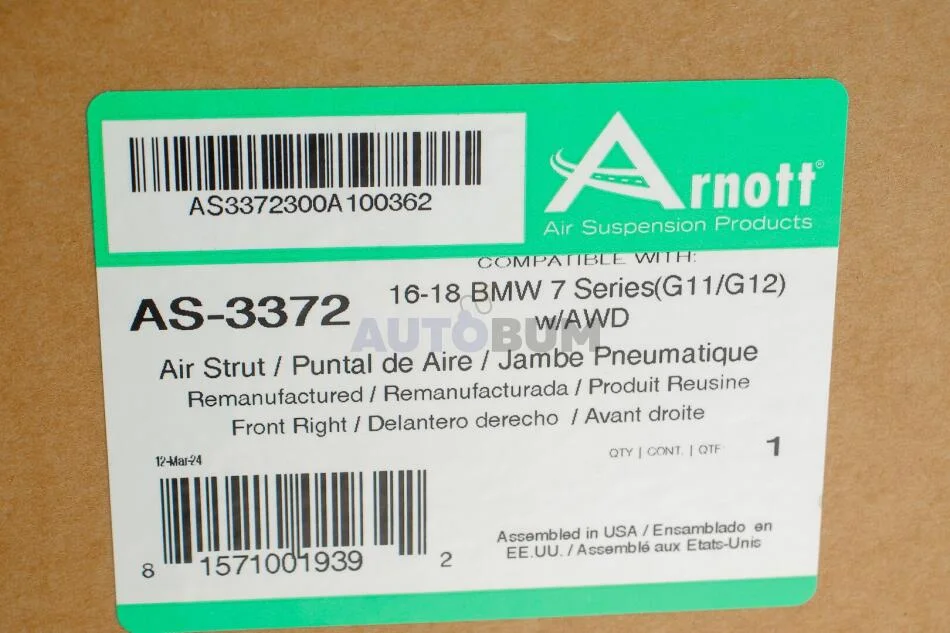 AS3372300A100362
Arnott®
Air Suspension Products
COMPATIBLE WITH:
AS-3372
16-18 BMW 7 Series(G11/G12)
w/AWD
AUTOBUM
Air Strut / Puntal de Aire / Jambe Pneumatique
Remanufactured / Remanufacturada / Produit Reusine
Front Right / Delantero derecho / Avant droite
12-Mar-24
QTY | CONT. | QTF 1
8 1571001939 2
Assembled in USA / Ensamblado en
EE.UU. / Assemblé aux Etats-Unis